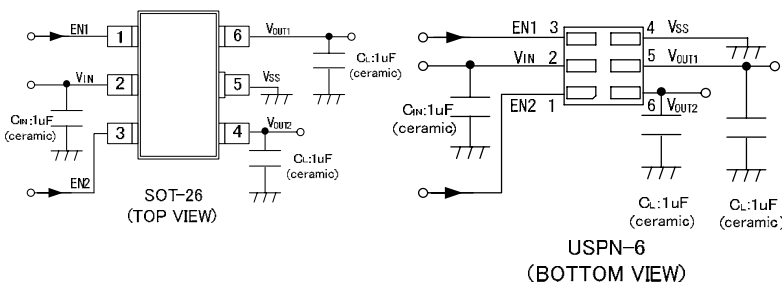 EN1
1
6
VOUT1
CL:1uF
(ceramic)
VIN
2
5
VSS
CIN:1uF
(ceramic)
3
4
VOUT2
EN2
CL:1uF
(ceramic)
SOT-26
(TOP VIEW)
EN1
3
4
VSS
VIN
2
5
VOUT1
CIN:1uF
(ceramic)
EN2
1
6
VOUT2
CL:1uF
(ceramic)
CL:1uF
(ceramic)
USPN-6
(BOTTOM VIEW)